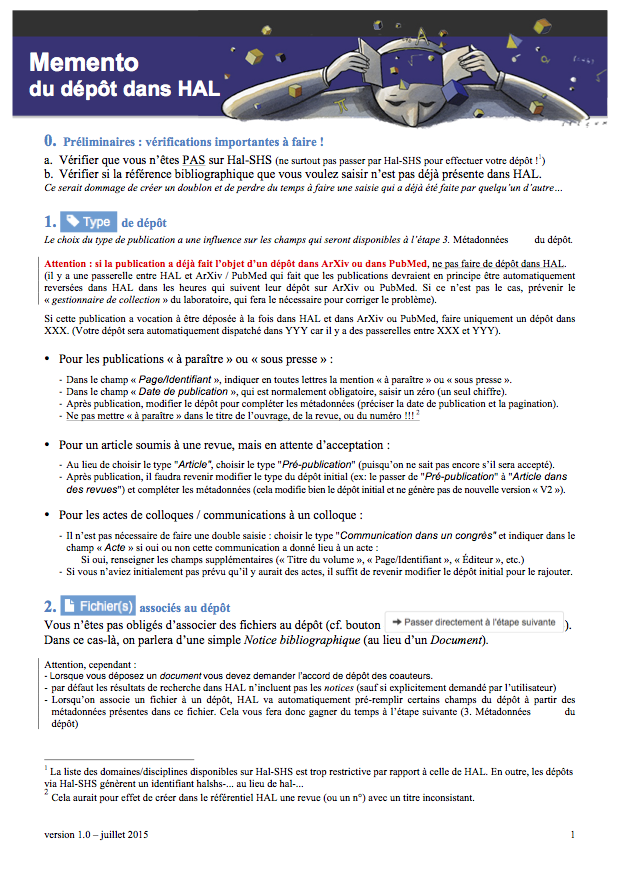 Memento
du dépôt dans HAL
0. Préliminaires : vérifications importantes à faire !
a. Vérifier que vous n'êtes PAS sur Hal-SHS (ne surtout pas passer par Hal-SHS pour effectuer votre dépôt !1)
b. Vérifier si la référence bibliographique que vous voulez saisir n'est pas déjà présente dans HAL.
Ce serait dommage de créer un doublon et de perdre du temps à faire une saisie qui a déjà été faite par quelqu'un d'autre…
1. Type de dépôt
Le choix du type de publication a une influence sur les champs qui seront disponibles à l'étape 3. Métadonnées du dépôt.
Attention : si la publication a déjà fait l'objet d'un dépôt dans ArXiv ou dans PubMed, ne pas faire de dépôt dans HAL.
(il y a une passerelle entre HAL et ArXiv / PubMed qui fait que les publications devraient en principe être automatiquement
reversées dans HAL dans les heures qui suivent leur dépôt sur ArXiv ou PubMed. Si ce n'est pas le cas, prévenir le
« gestionnaire de collection » du laboratoire, qui fera le nécessaire pour corriger le problème).
Si cette publication a vocation à être déposée à la fois dans HAL et dans ArXiv ou PubMed, faire uniquement un dépôt dans
XXX. (Votre dépôt sera automatiquement dispatché dans YYY car il y a des passerelles entre XXX et YYY).
• Pour les publications « à paraître » ou « sous presse » :
- Dans le champ « Page/Identifiant », indiquer en toutes lettres la mention « à paraître » ou « sous presse ».
- Dans le champ « Date de publication », qui est normalement obligatoire, saisir un zéro (un seul chiffre).
- Après publication, modifier le dépôt pour compléter les métadonnées (préciser la date de publication et la pagination).
- Ne pas mettre « à paraître » dans le titre de l'ouvrage, de la revue, ou du numéro !!! 2
• Pour un article soumis à une revue, mais en attente d'acceptation :
- Au lieu de choisir le type "Article", choisir le type "Pré-publication" (puisqu'on ne sait pas encore s'il sera accepté).
- Après publication, il faudra revenir modifier le type du dépôt initial (ex: le passer de "Pré-publication" à "Article dans
des revues") et compléter les métadonnées (cela modifie bien le dépôt initial et ne génère pas de nouvelle version « V2 »).
• Pour les actes de colloques / communications à un colloque :
- Il n'est pas nécessaire de faire une double saisie : choisir le type "Communication dans un congrès" et indiquer dans le
champ « Acte » si oui ou non cette communication a donné lieu à un acte :
Si oui, renseigner les champs supplémentaires (« Titre du volume », « Page/Identifiant », « Éditeur », etc.)
- Si vous n'aviez initialement pas prévu qu'il y aurait des actes, il suffit de revenir modifier le dépôt initial pour le rajouter.
2. Fichier(s) associés au dépôt
Vous n'êtes pas obligés d'associer des fichiers au dépôt (cf. bouton ➔ Passer directement à l'étape suivante ).
Dans ce cas-là, on parlera d'une simple Notice bibliographique (au lieu d'un Document).
Attention, cependant :
- Lorsque vous déposez un document vous devez demander l'accord de dépôt des coauteurs.
- par défaut les résultats de recherche dans HAL n'incluent pas les notices (sauf si explicitement demandé par l'utilisateur)
- Lorsqu'on associe un fichier à un dépôt, HAL va automatiquement pré-remplir certains champs du dépôt à partir des
métadonnées présentes dans ce fichier. Cela vous fera donc gagner du temps à l'étape suivante (3. Métadonnées du
dépôt)
1 La liste des domaines/disciplines disponibles sur Hal-SHS est trop restrictive par rapport à celle de HAL. En outre, les dépôts
via Hal-SHS génèrent un identifiant halshs-... au lieu de hal-...
2 Cela aurait pour effet de créer dans le référentiel HAL une revue (ou un n°) avec un titre inconsistant.
version 1.0 – juillet 2015 1